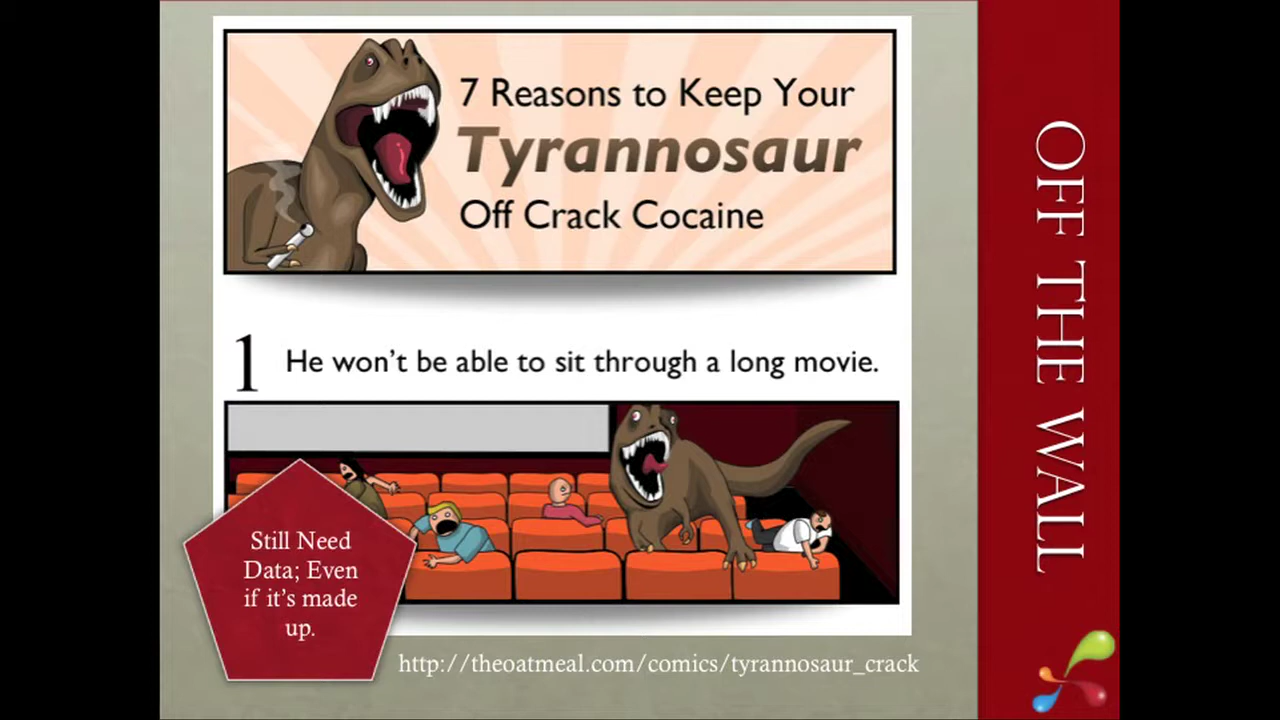 7 Reasons to Keep Your
Tyrannosaur
Off Crack Cocaine
1 He won't be able to sit through a long movie.
Still Need
Data; Even
if it's made
up.
http://theoatmeal.com/comics/tyrannosaur_crack
OFF THE WALL